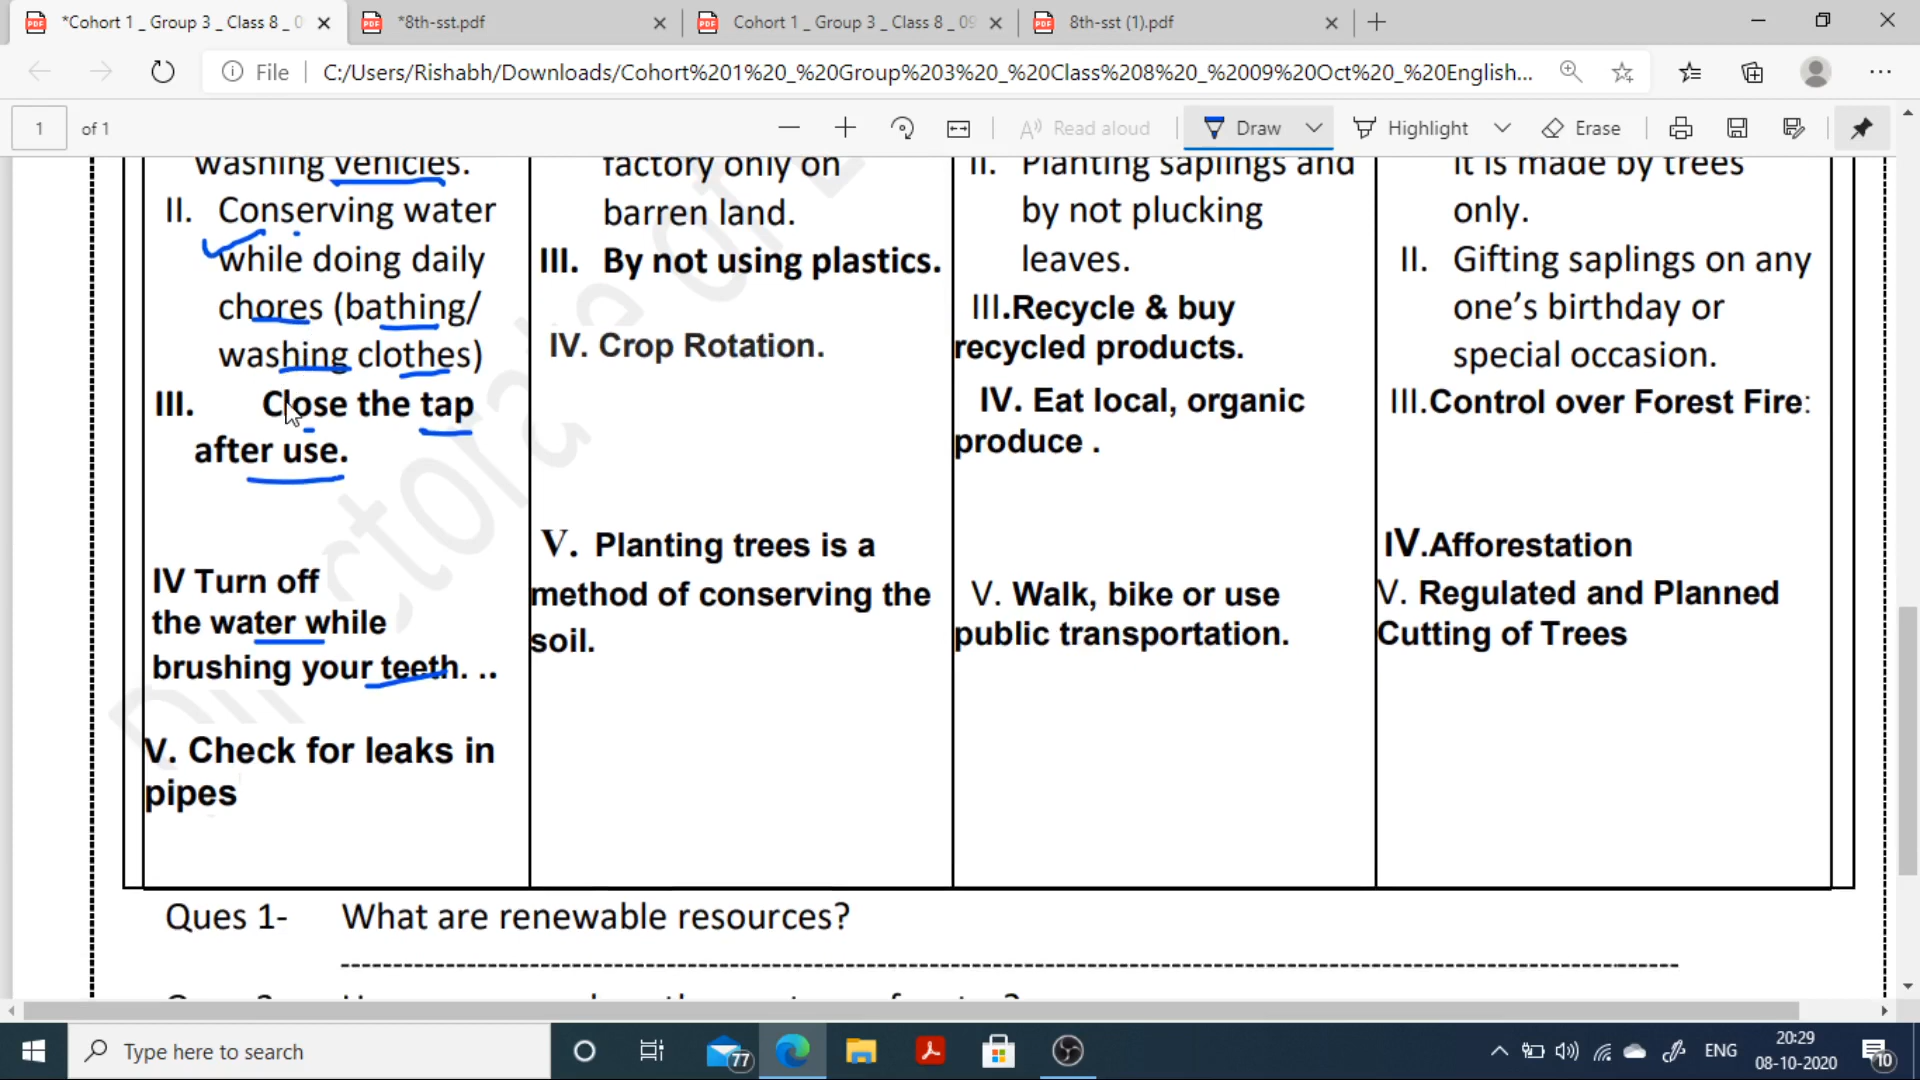 *Cohort 1 _ Group 3 _ Class 8 _ 0
*8th-sst.pdf
Cohort 1 _ Group 3 _ Class 8 _ 09
8th-sst (1).pdf
File
C:/Users/Rishabh/Downloads/Cohort%201%20_%20Group%203%20_%20Class%208%20_%2009%20Oct%20_%20English...
1
of 1
Read aloud
Draw
Highlight
Erase
washing vehicles.
II. Conserving water
while doing daily
chores (bathing/
washing clothes)
III. Close the tap
after use.
IV Turn off
the water while
brushing your teeth. ..
V. Check for leaks in
pipes
factory only on
barren land.
III. By not using plastics.
IV. Crop Rotation.
V. Planting trees is a
method of conserving the
soil.
II. Planting saplings and
by not plucking
leaves.
III.Recycle & buy
recycled products.
IV. Eat local, organic
produce .
V. Walk, bike or use
public transportation.
it is made by trees
only.
II. Gifting saplings on any
one's birthday or
special occasion.
III.Control over Forest Fire:
IV.Afforestation
V. Regulated and Planned
Cutting of Trees
Ques 1- What are renewable resources?
Type here to search
77
ENG
20:29
08-10-2020
10